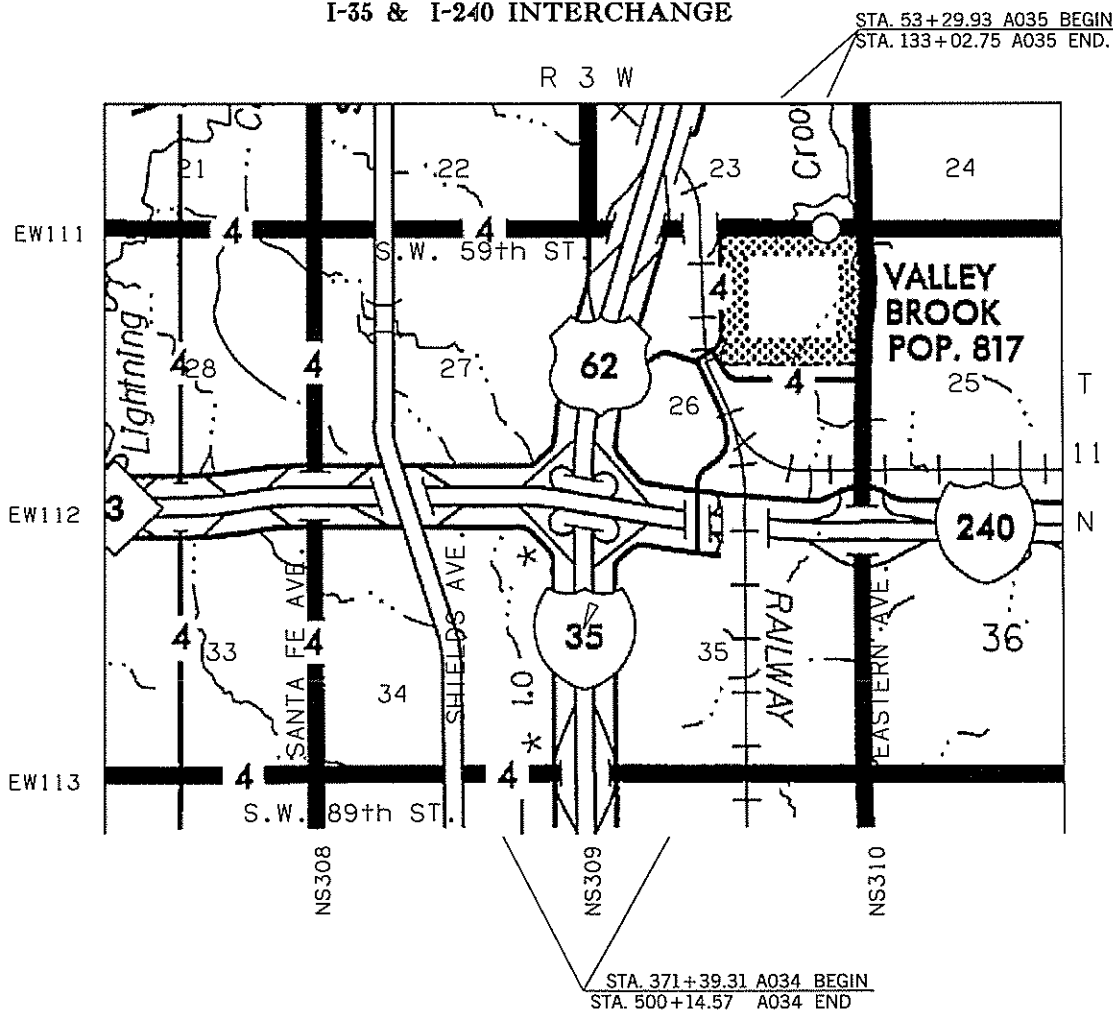 I-35 & I-240 INTERCHANGE
STA. 53+29.93 A035 BEGIN
STA. 133+02.75 A035 END.
R 3 W
21
22
23
Croo
24
EW111
4
4
S.W. 59th ST.
VALLEY
BROOK
POP. 817
Lightning
4
28
4
27
62
4
26
4
25
T
11
N
EW112
3
240
SANTA FE AVE.
SHIELDS AVE
35
RAILWAY
EASTERN AVE.
36
4
33
4
34
1.0
35
EW113
4
4
S.W. 89th ST.
NS308
NS309
NS310
STA. 371+39.31 A034 BEGIN
STA. 500+14.57 A034 END